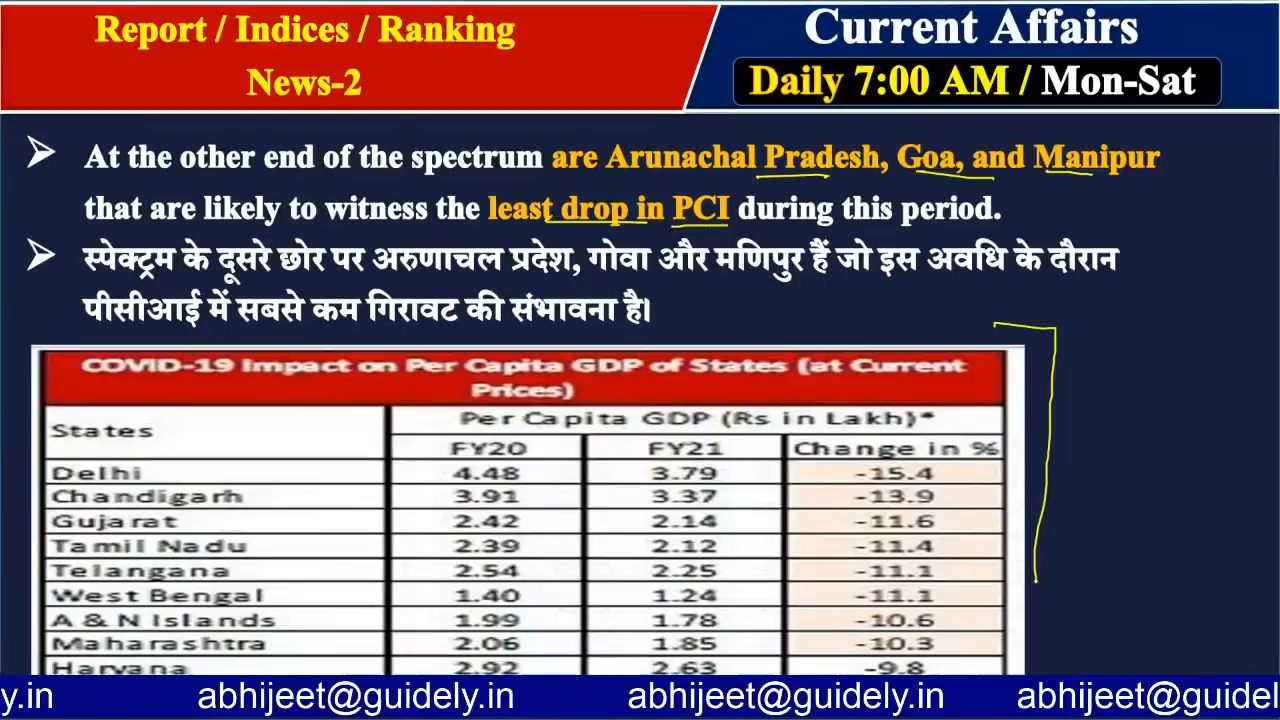 Report / Indices / Ranking
News-2
Current Affairs
Daily 7:00 AM / Mon-Sat
At the other end of the spectrum are Arunachal Pradesh, Goa, and Manipur
that are likely to witness the least drop in PCI during this period.
स्पेक्ट्रम के दूसरे छोर पर अरुणाचल प्रदेश, गोवा और मणिपुर हैं जो इस अवधि के दौरान
पीसीआई में सबसे कम गिरावट की संभावना है।
COVID-19 Impact on Per Capita GDP of States (at Current
Prices)
States
Per Capita GDP (Rs in Lakh)*
FY20 FY21 Change in %
Delhi 4.48 3.79 -15.4
Chandigarh 3.91 3.37 -13.9
Gujarat 2.42 2.14 -11.6
Tamil Nadu 2.39 2.12 -11.4
Telangana 2.54 2.25 -11.1
West Bengal 1.40 1.24 -11.1
A & N Islands 1.99 1.78 -10.6
Maharashtra 2.06 1.85 -10.3
Haryana 2.92 2.63 -9.8
ly.in abhijeet@guidely.in abhijeet@guidely.in abhijeet@guidel